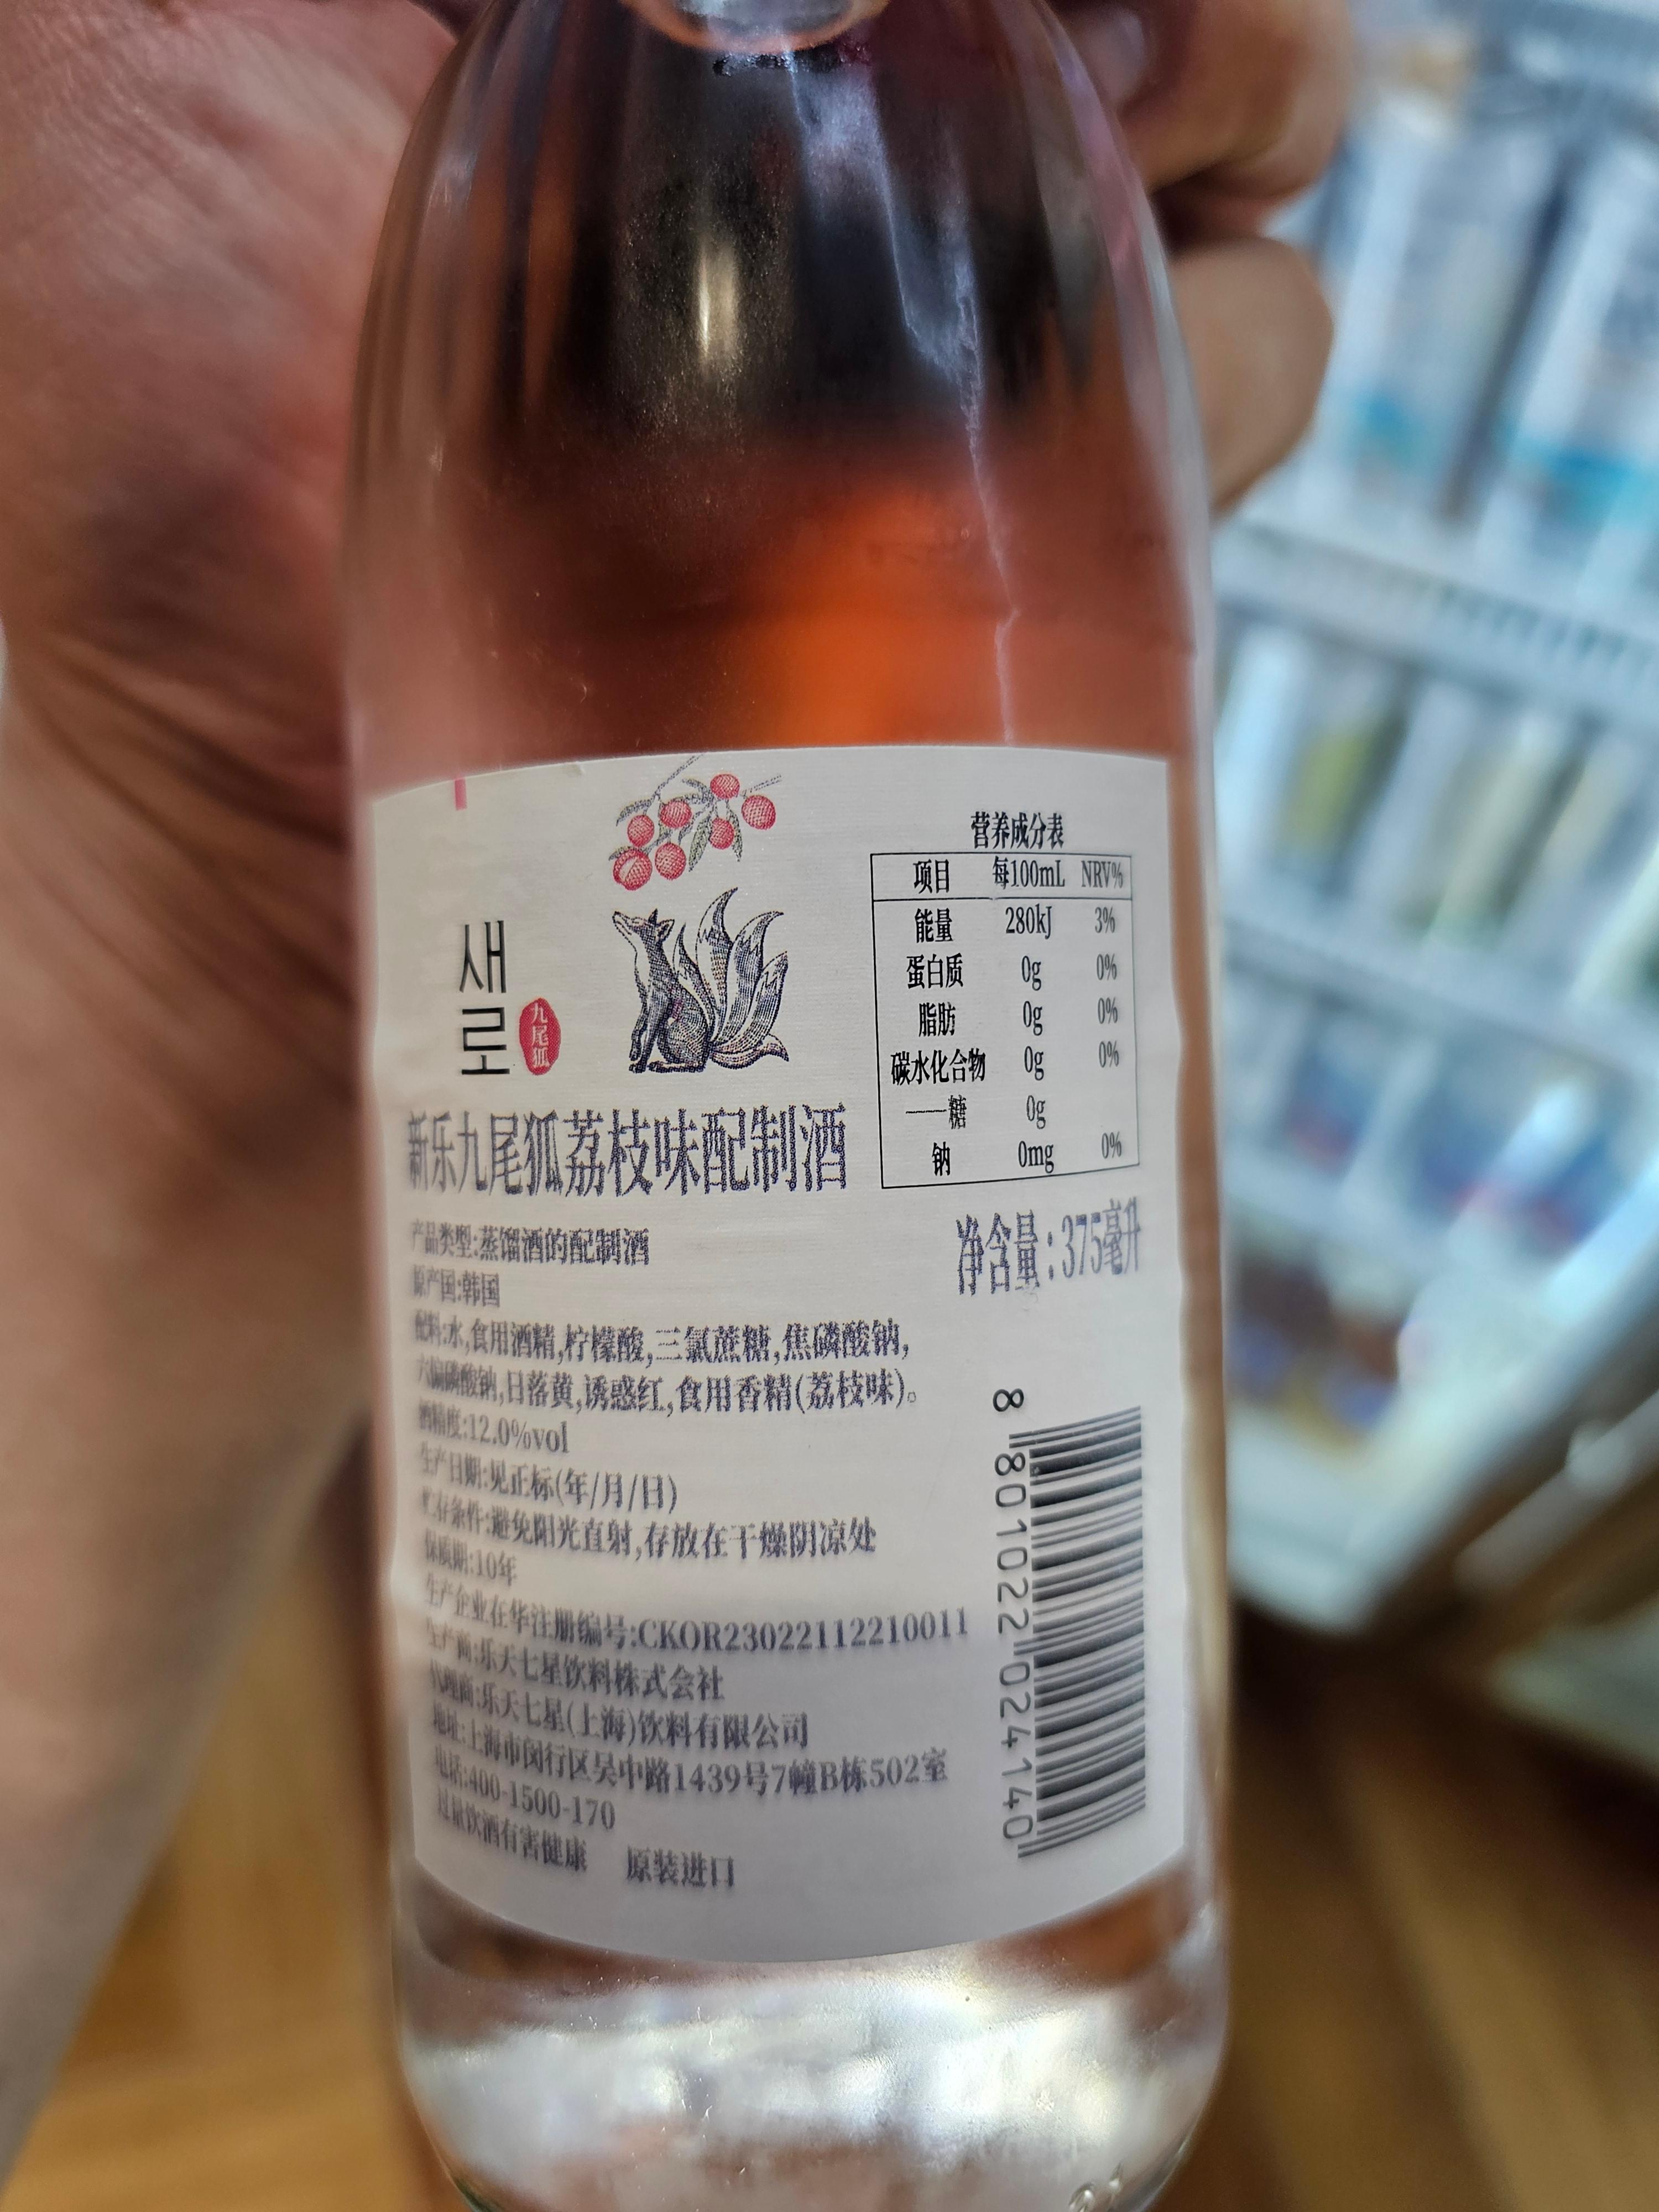 새로
九尾狐
新乐九尾狐荔枝味配制酒
营养成分表
项目 每100mL NRV%
能量 280kJ 3%
蛋白质 0g 0%
脂肪 0g 0%
碳水化合物 0g 0%
——糖 0g
钠 0mg 0%
净含量:375毫升
产品类型:蒸馏酒的配制酒
原产国:韩国
配料:水,食用酒精,柠檬酸,三氯蔗糖,焦磷酸钠,
六偏磷酸钠,日落黄,诱惑红,食用香精(荔枝味)。
酒精度:12.0%vol
生产日期:见正标(年/月/日)
贮存条件:避免阳光直射,存放在干燥阴凉处
保质期:10年
生产企业在华注册编号:CKOR23022112210011
生产商:乐天七星饮料株式会社
代理商:乐天七星(上海)饮料有限公司
地址:上海市闵行区吴中路1439号7幢B栋502室
电话:400-1500-170
过量饮酒有害健康 原装进口
8 801022 024140